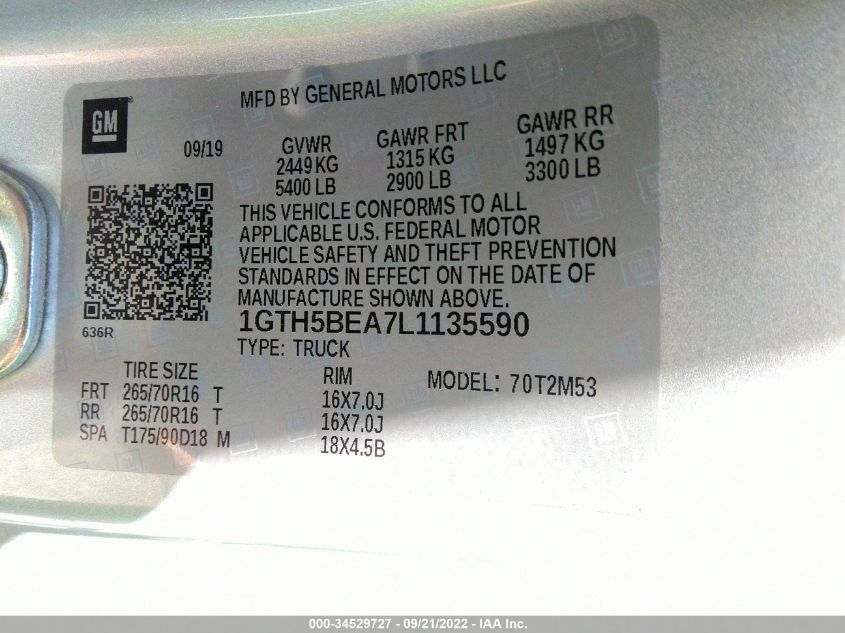 MFD BY GENERAL MOTORS LLC
GM
09/19
GVWR
2449 KG
5400 LB
GAWR FRT
1315 KG
2900 LB
GAWR RR
1497 KG
3300 LB
THIS VEHICLE CONFORMS TO ALL
APPLICABLE U.S. FEDERAL MOTOR
VEHICLE SAFETY AND THEFT PREVENTION
STANDARDS IN EFFECT ON THE DATE OF
MANUFACTURE SHOWN ABOVE.
636R
1GTH5BEA7L1135590
TYPE: TRUCK
TIRE SIZE RIM MODEL: 70T2M53
FRT 265/70R16 T 16X7.0J
RR 265/70R16 T 16X7.0J
SPA T175/90D18 M 18X4.5B
000-34529727 - 09/21/2022 - IAA Inc.